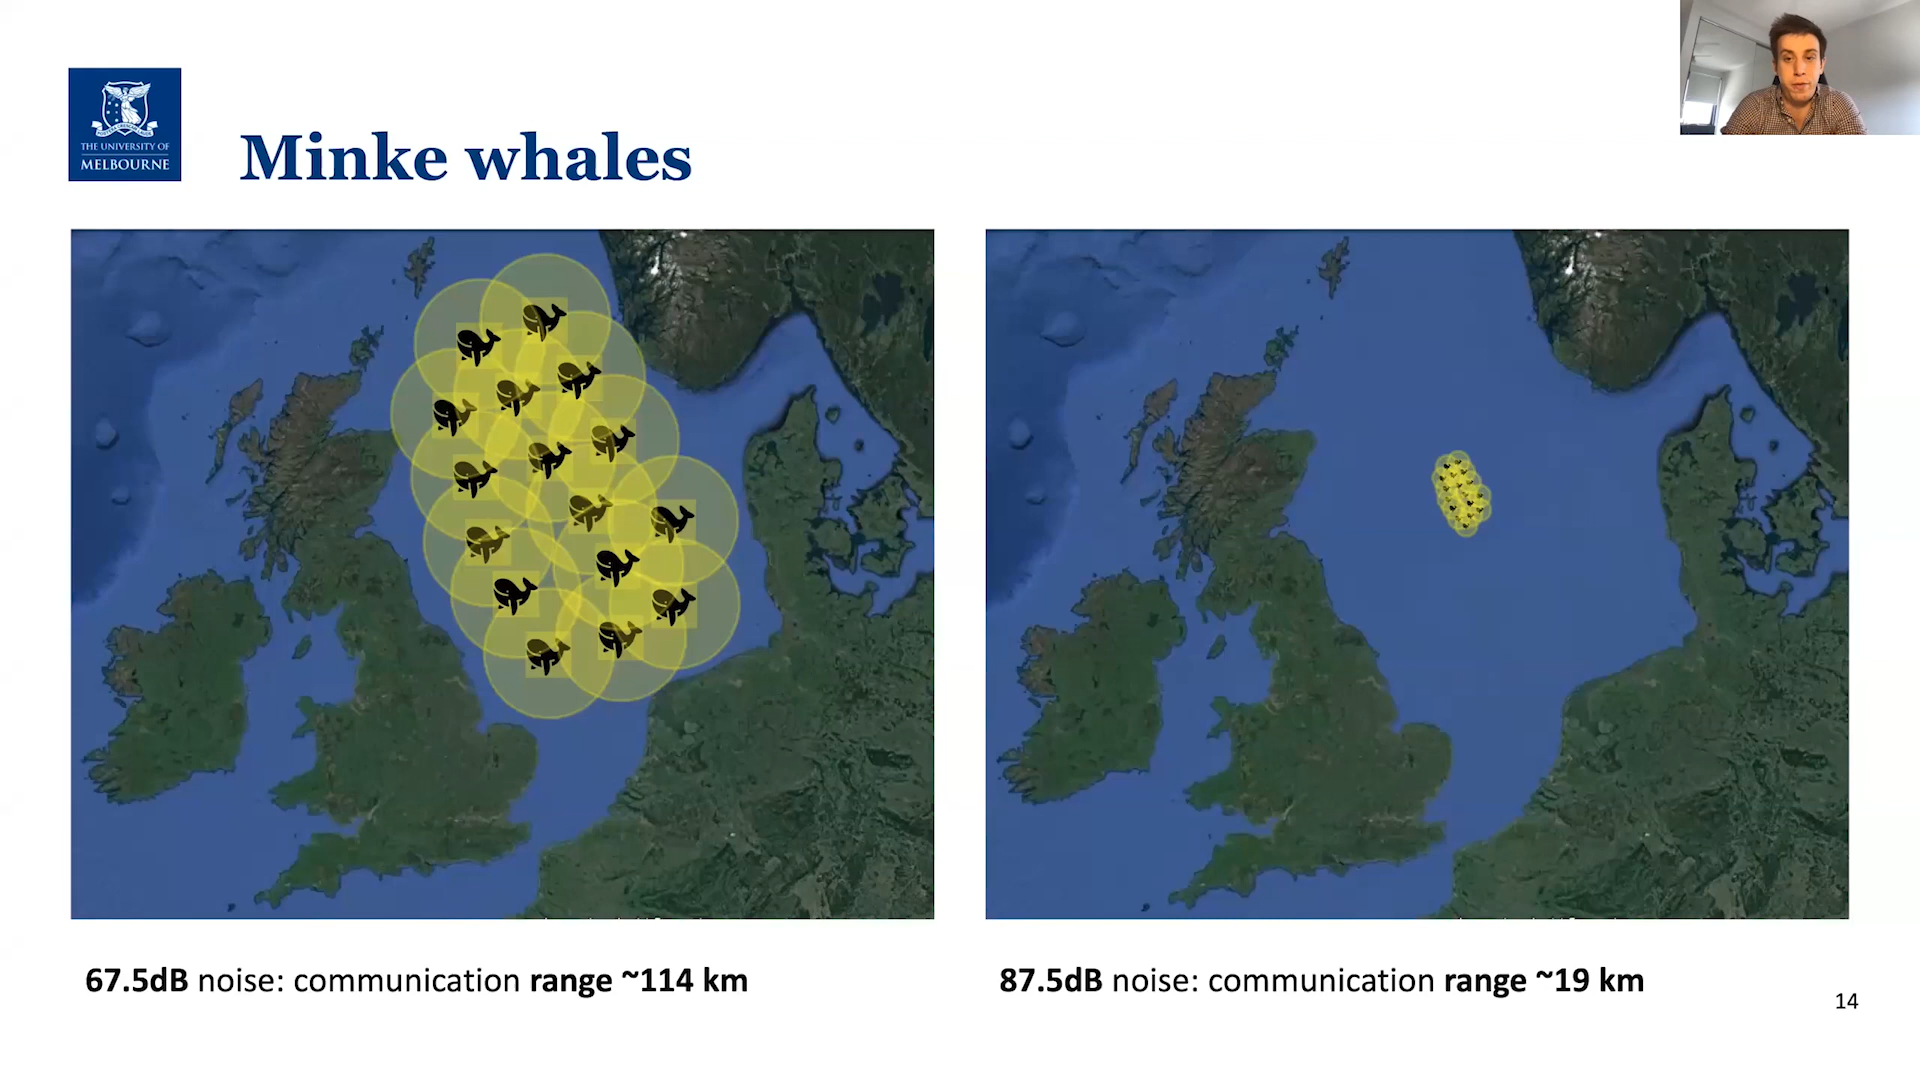 THE UNIVERSITY OF
MELBOURNE
Minke whales
67.5dB noise: communication range ~114 km
87.5dB noise: communication range ~19 km
14